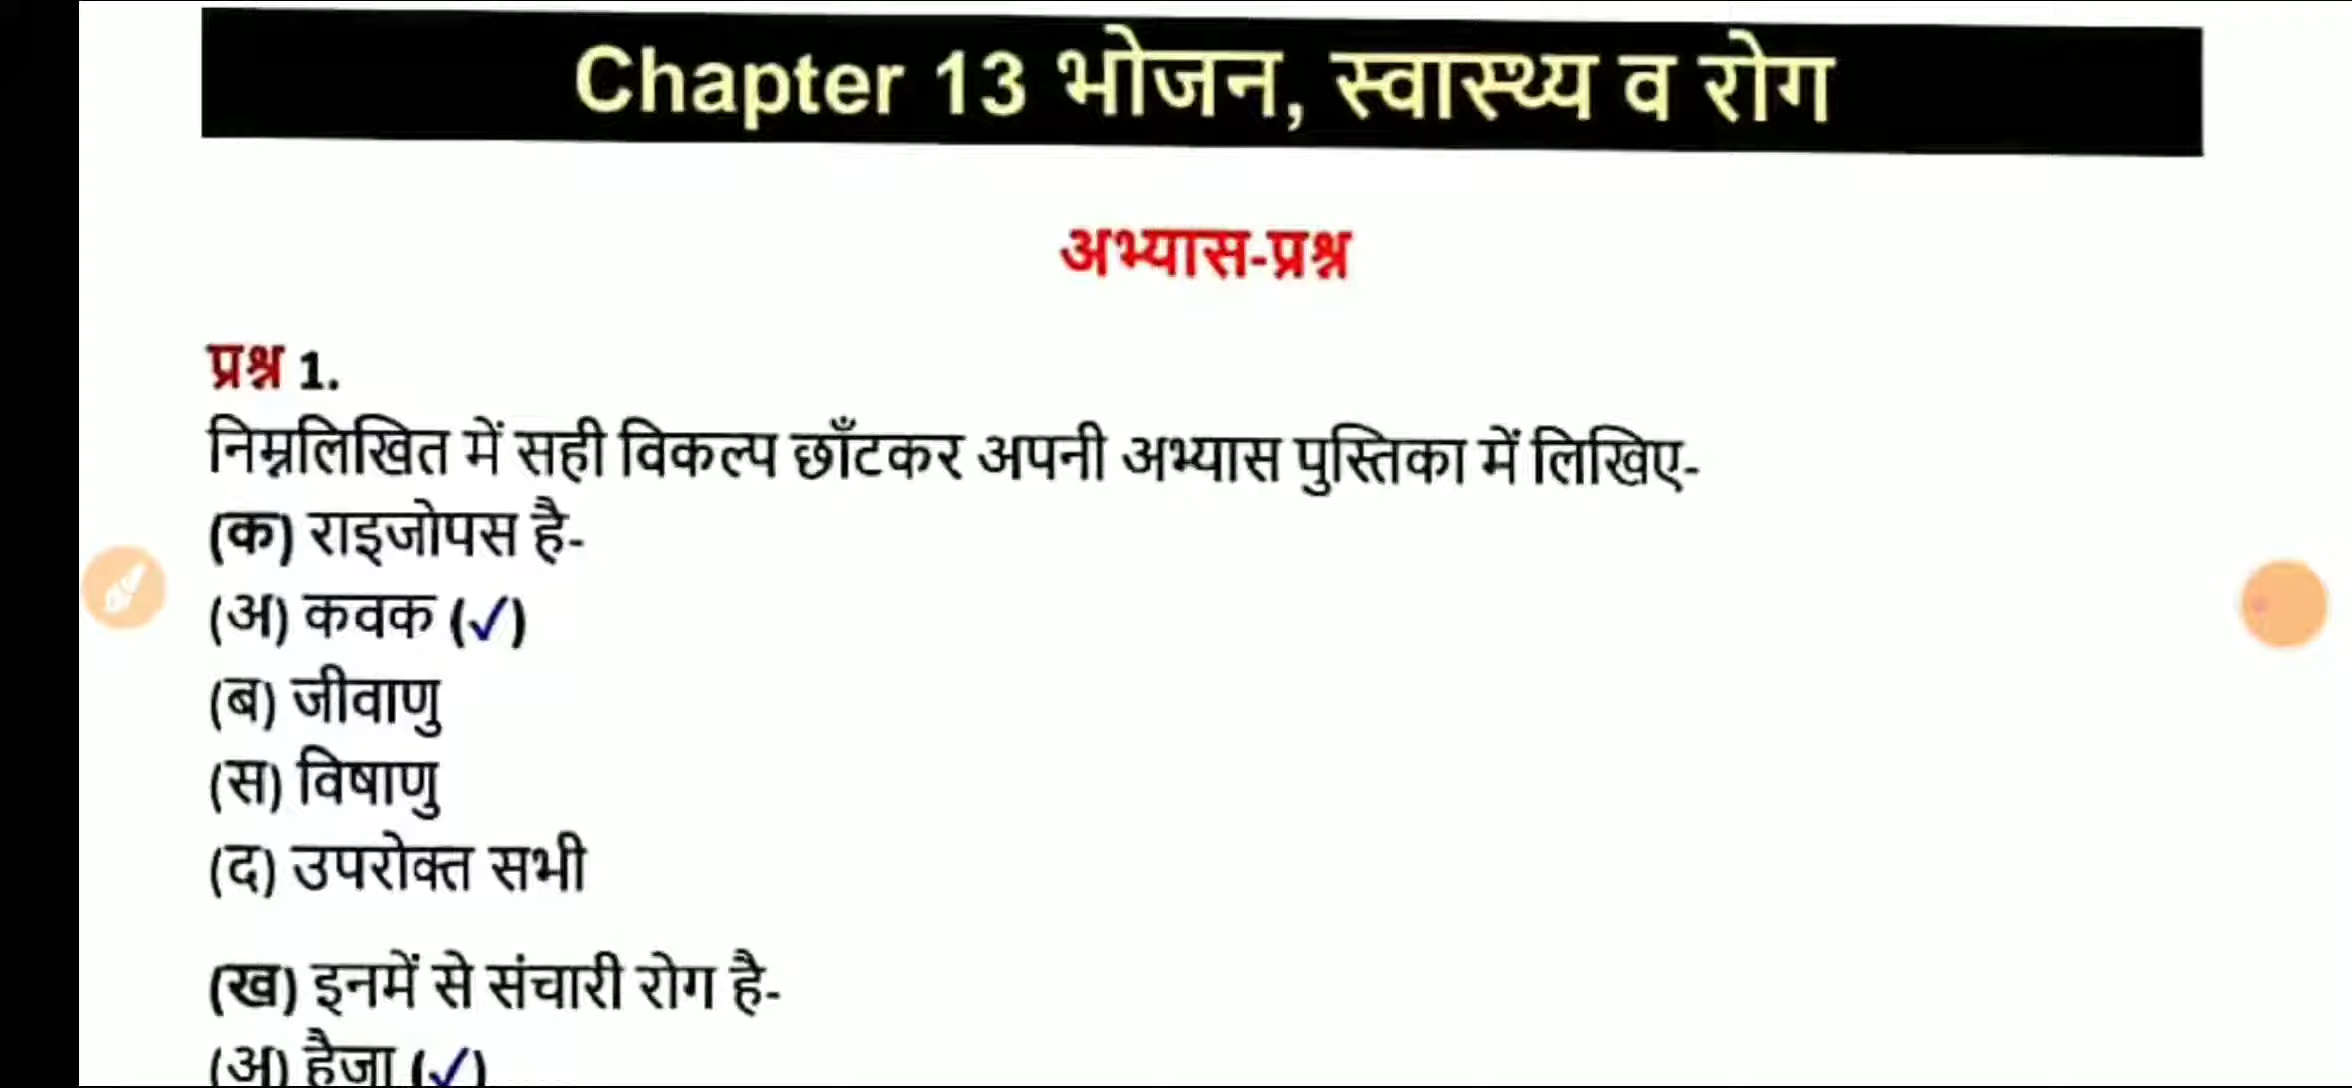 Chapter 13 भोजन, स्वास्थ्य व रोग
अभ्यास-प्रश्न
प्रश्न 1.
निम्नलिखित में सही विकल्प छाँटकर अपनी अभ्यास पुस्तिका में लिखिए-
(क) राइजोपस है-
(अ) कवक (✓)
(ब) जीवाणु
(स) विषाणु
(द) उपरोक्त सभी
(ख) इनमें से संचारी रोग है-
(अ) हैजा (✓)